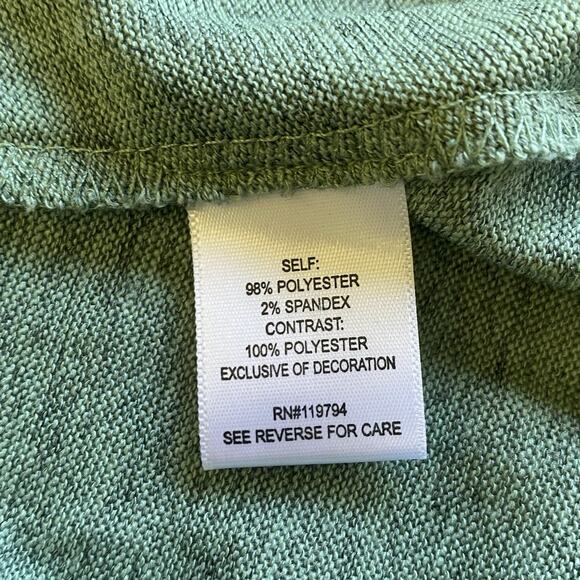 SELF:
98% POLYESTER
2% SPANDEX
CONTRAST:
100% POLYESTER
EXCLUSIVE OF DECORATION
RN#119794
SEE REVERSE FOR CARE